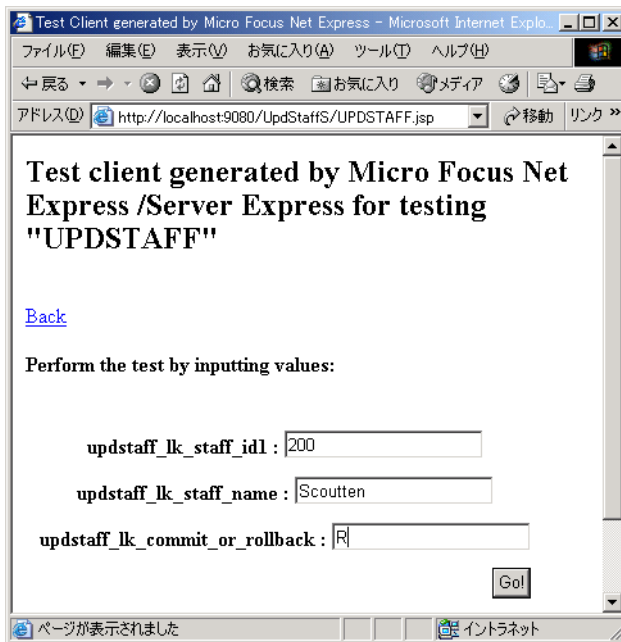 Test Client generated by Micro Focus Net Express - Microsoft Internet Explo...
ファイル(F) 編集(E) 表示(V) お気に入り(A) ツール(T) ヘルプ(H)
戻る 検索 お気に入り メディア
アドレス(D) http://localhost:9080/UpdStaffS/UPDSTAFF.jsp 移動 リンク »
Test client generated by Micro Focus Net
Express /Server Express for testing
"UPDSTAFF"
Back
Perform the test by inputting values:
updstaff_lk_staff_id1 : 200
updstaff_lk_staff_name : Scoutten
updstaff_lk_commit_or_rollback : R
Go!
ページが表示されました イントラネット